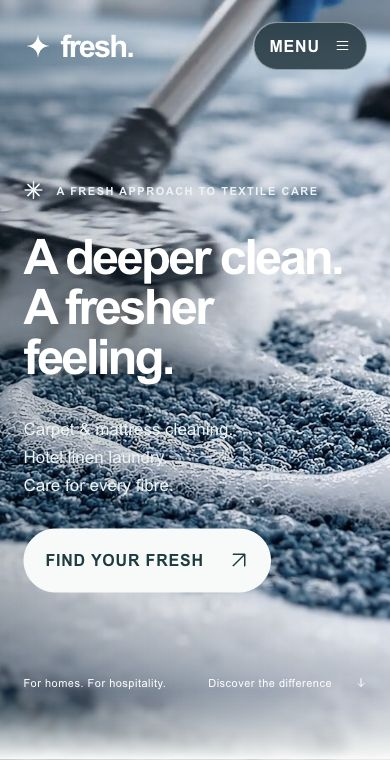 fresh.
MENU
A FRESH APPROACH TO TEXTILE CARE
A deeper clean.
A fresher
feeling.
Carpet & mattress cleaning.
Hotel linen laundry.
Care for every fibre.
FIND YOUR FRESH
For homes. For hospitality.
Discover the difference